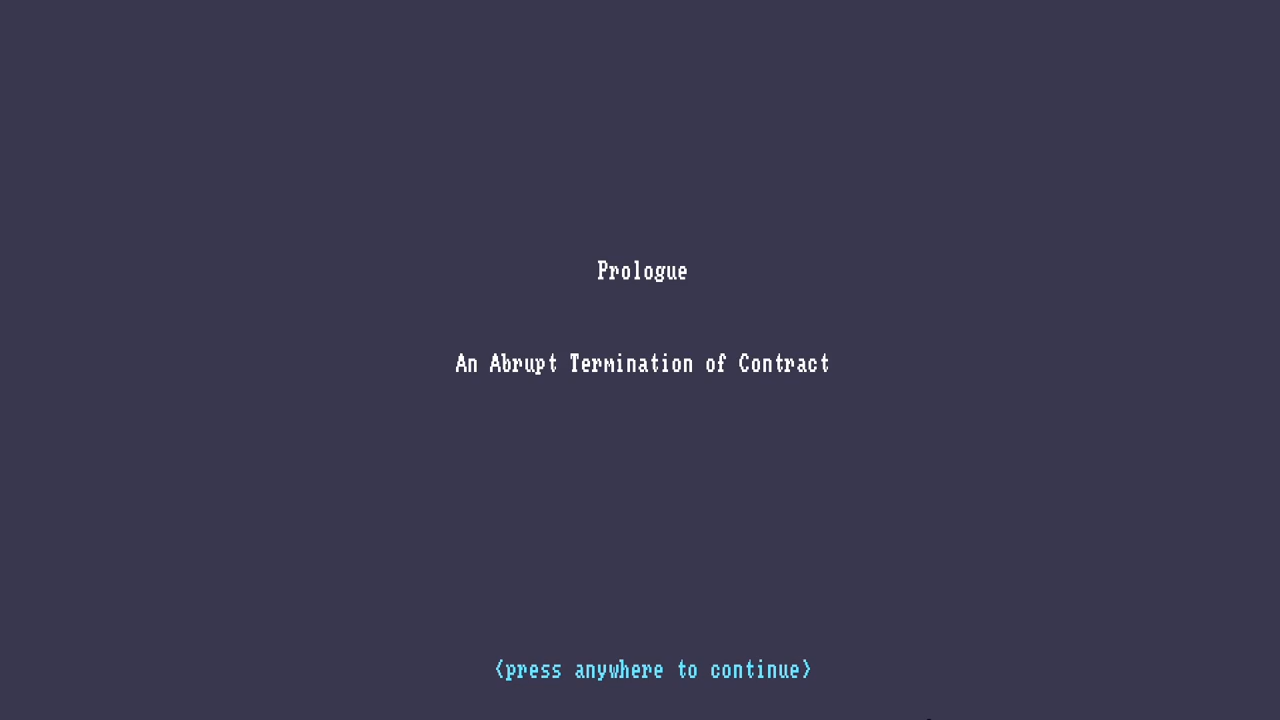 Prologue
An Abrupt Termination of Contract
<press anywhere to continue>